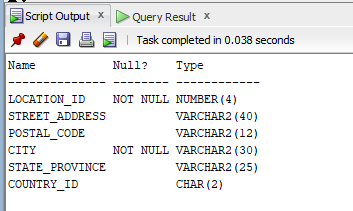 Script Output x Query Result x
Task completed in 0.038 seconds
Name Null? Type
-------------- -------- ------------
LOCATION_ID NOT NULL NUMBER(4)
STREET_ADDRESS VARCHAR2(40)
POSTAL_CODE VARCHAR2(12)
CITY NOT NULL VARCHAR2(30)
STATE_PROVINCE VARCHAR2(25)
COUNTRY_ID CHAR(2)